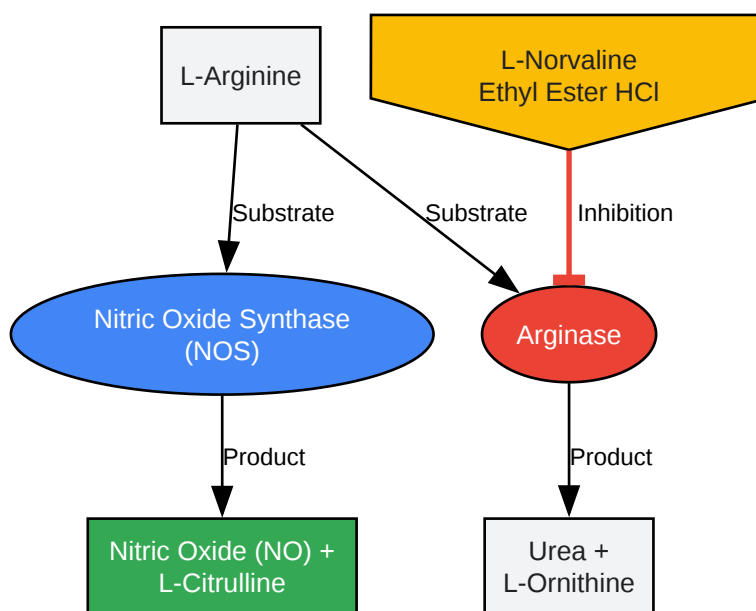 L-Arginine
L-Norvaline
Ethyl Ester HCl
Substrate
Substrate
Inhibition
Nitric Oxide Synthase
(NOS)
Arginase
Product
Product
Nitric Oxide (NO) +
L-Citrulline
Urea +
L-Ornithine